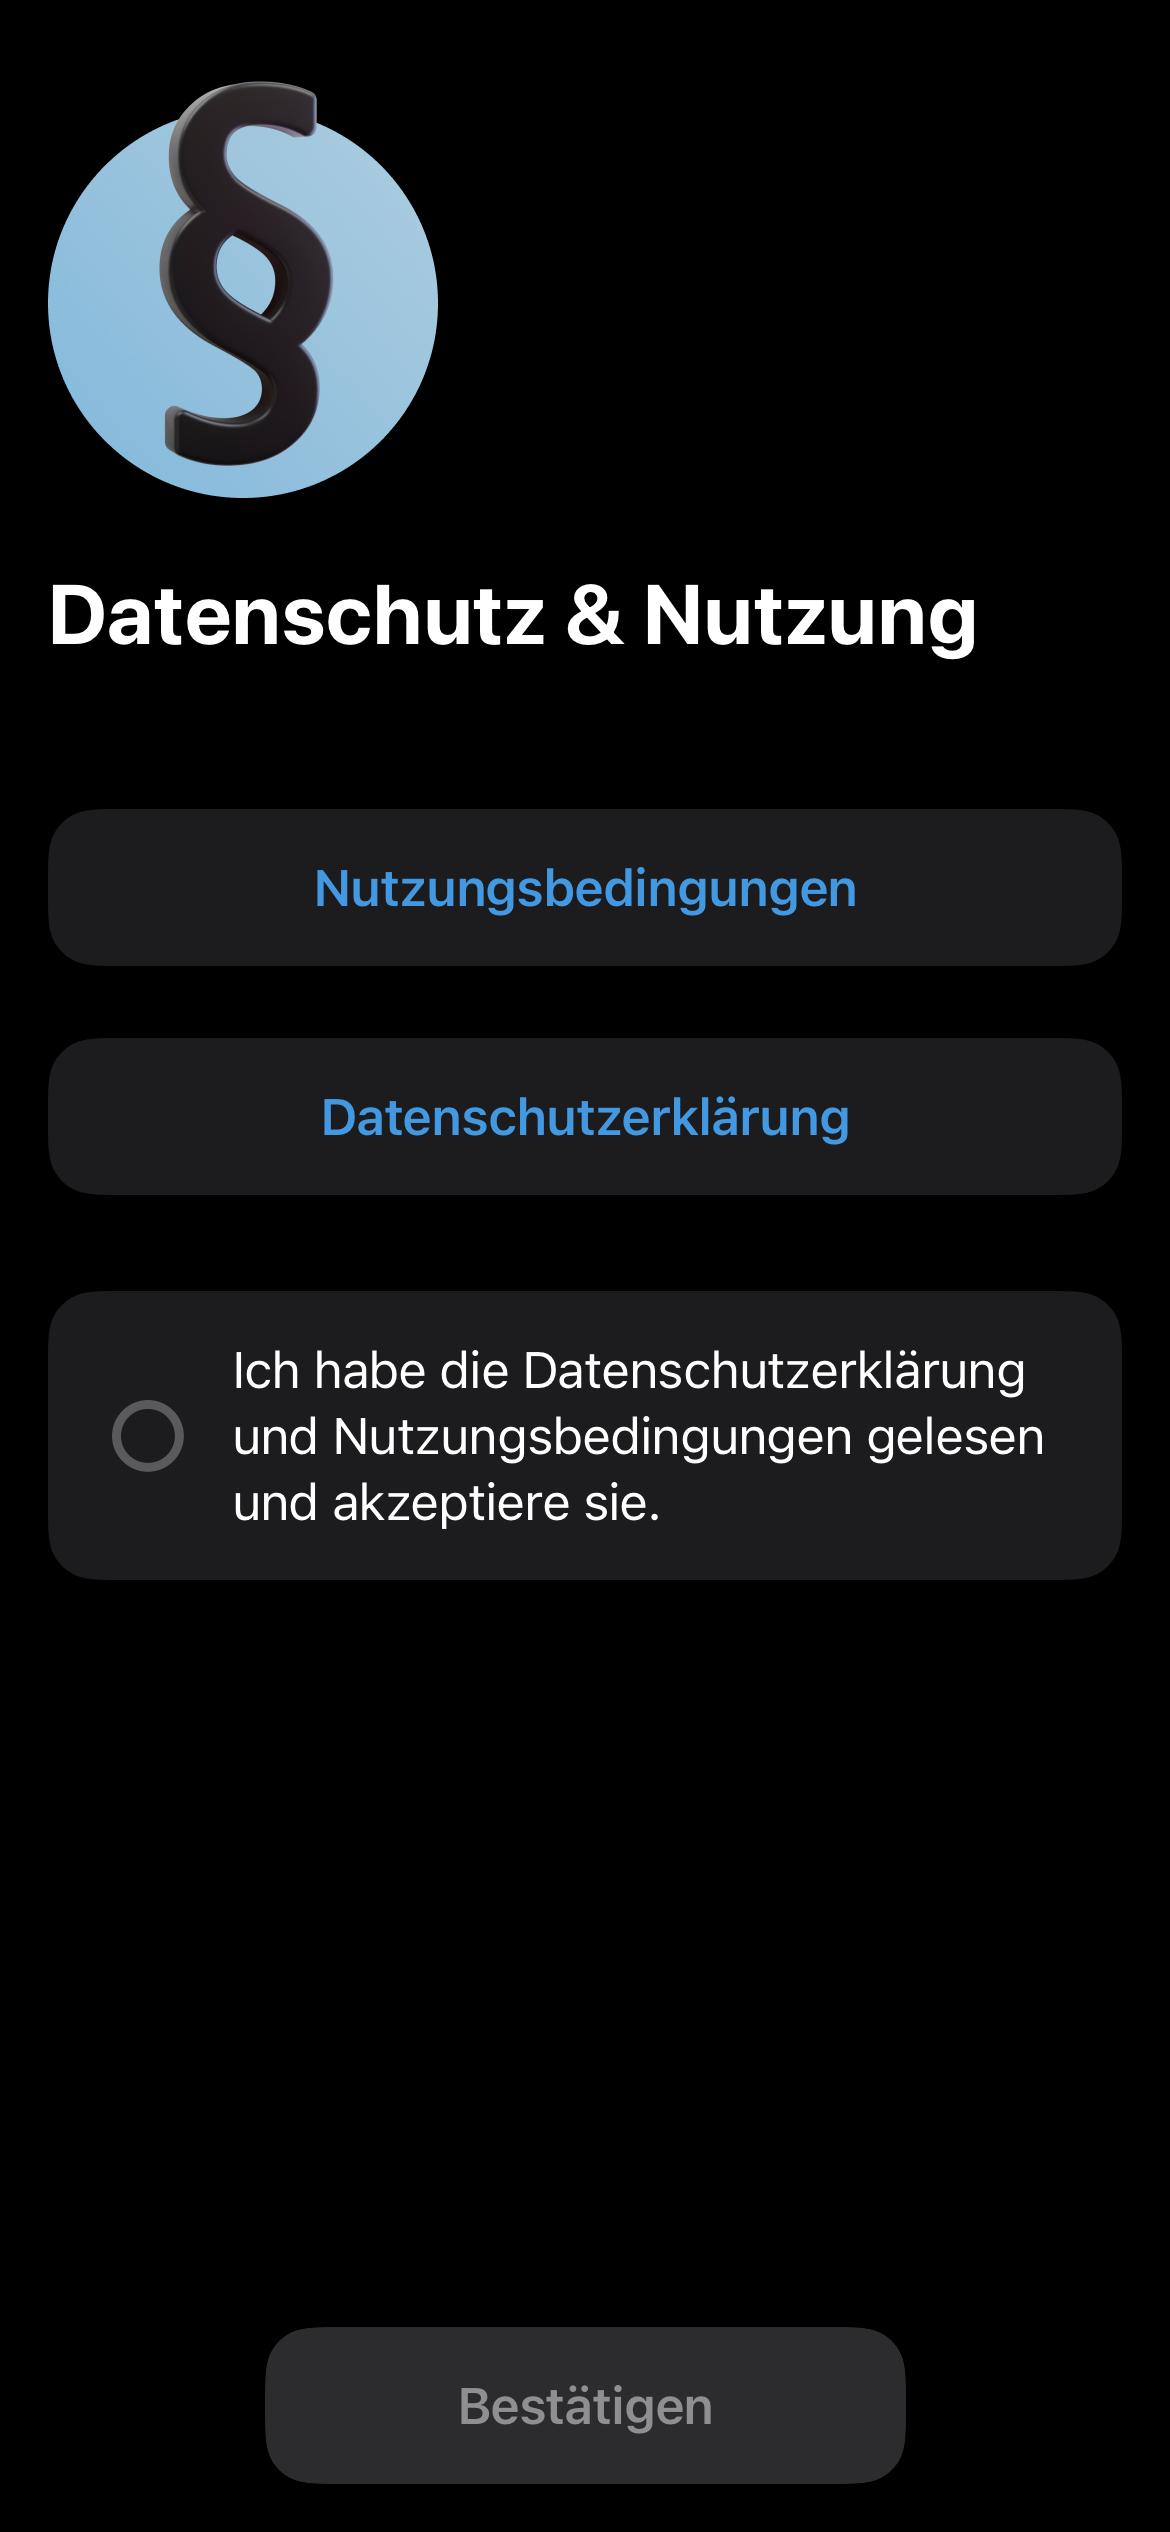 §
Datenschutz & Nutzung
Nutzungsbedingungen
Datenschutzerklärung
Ich habe die Datenschutzerklärung
und Nutzungsbedingungen gelesen
und akzeptiere sie.
Bestätigen